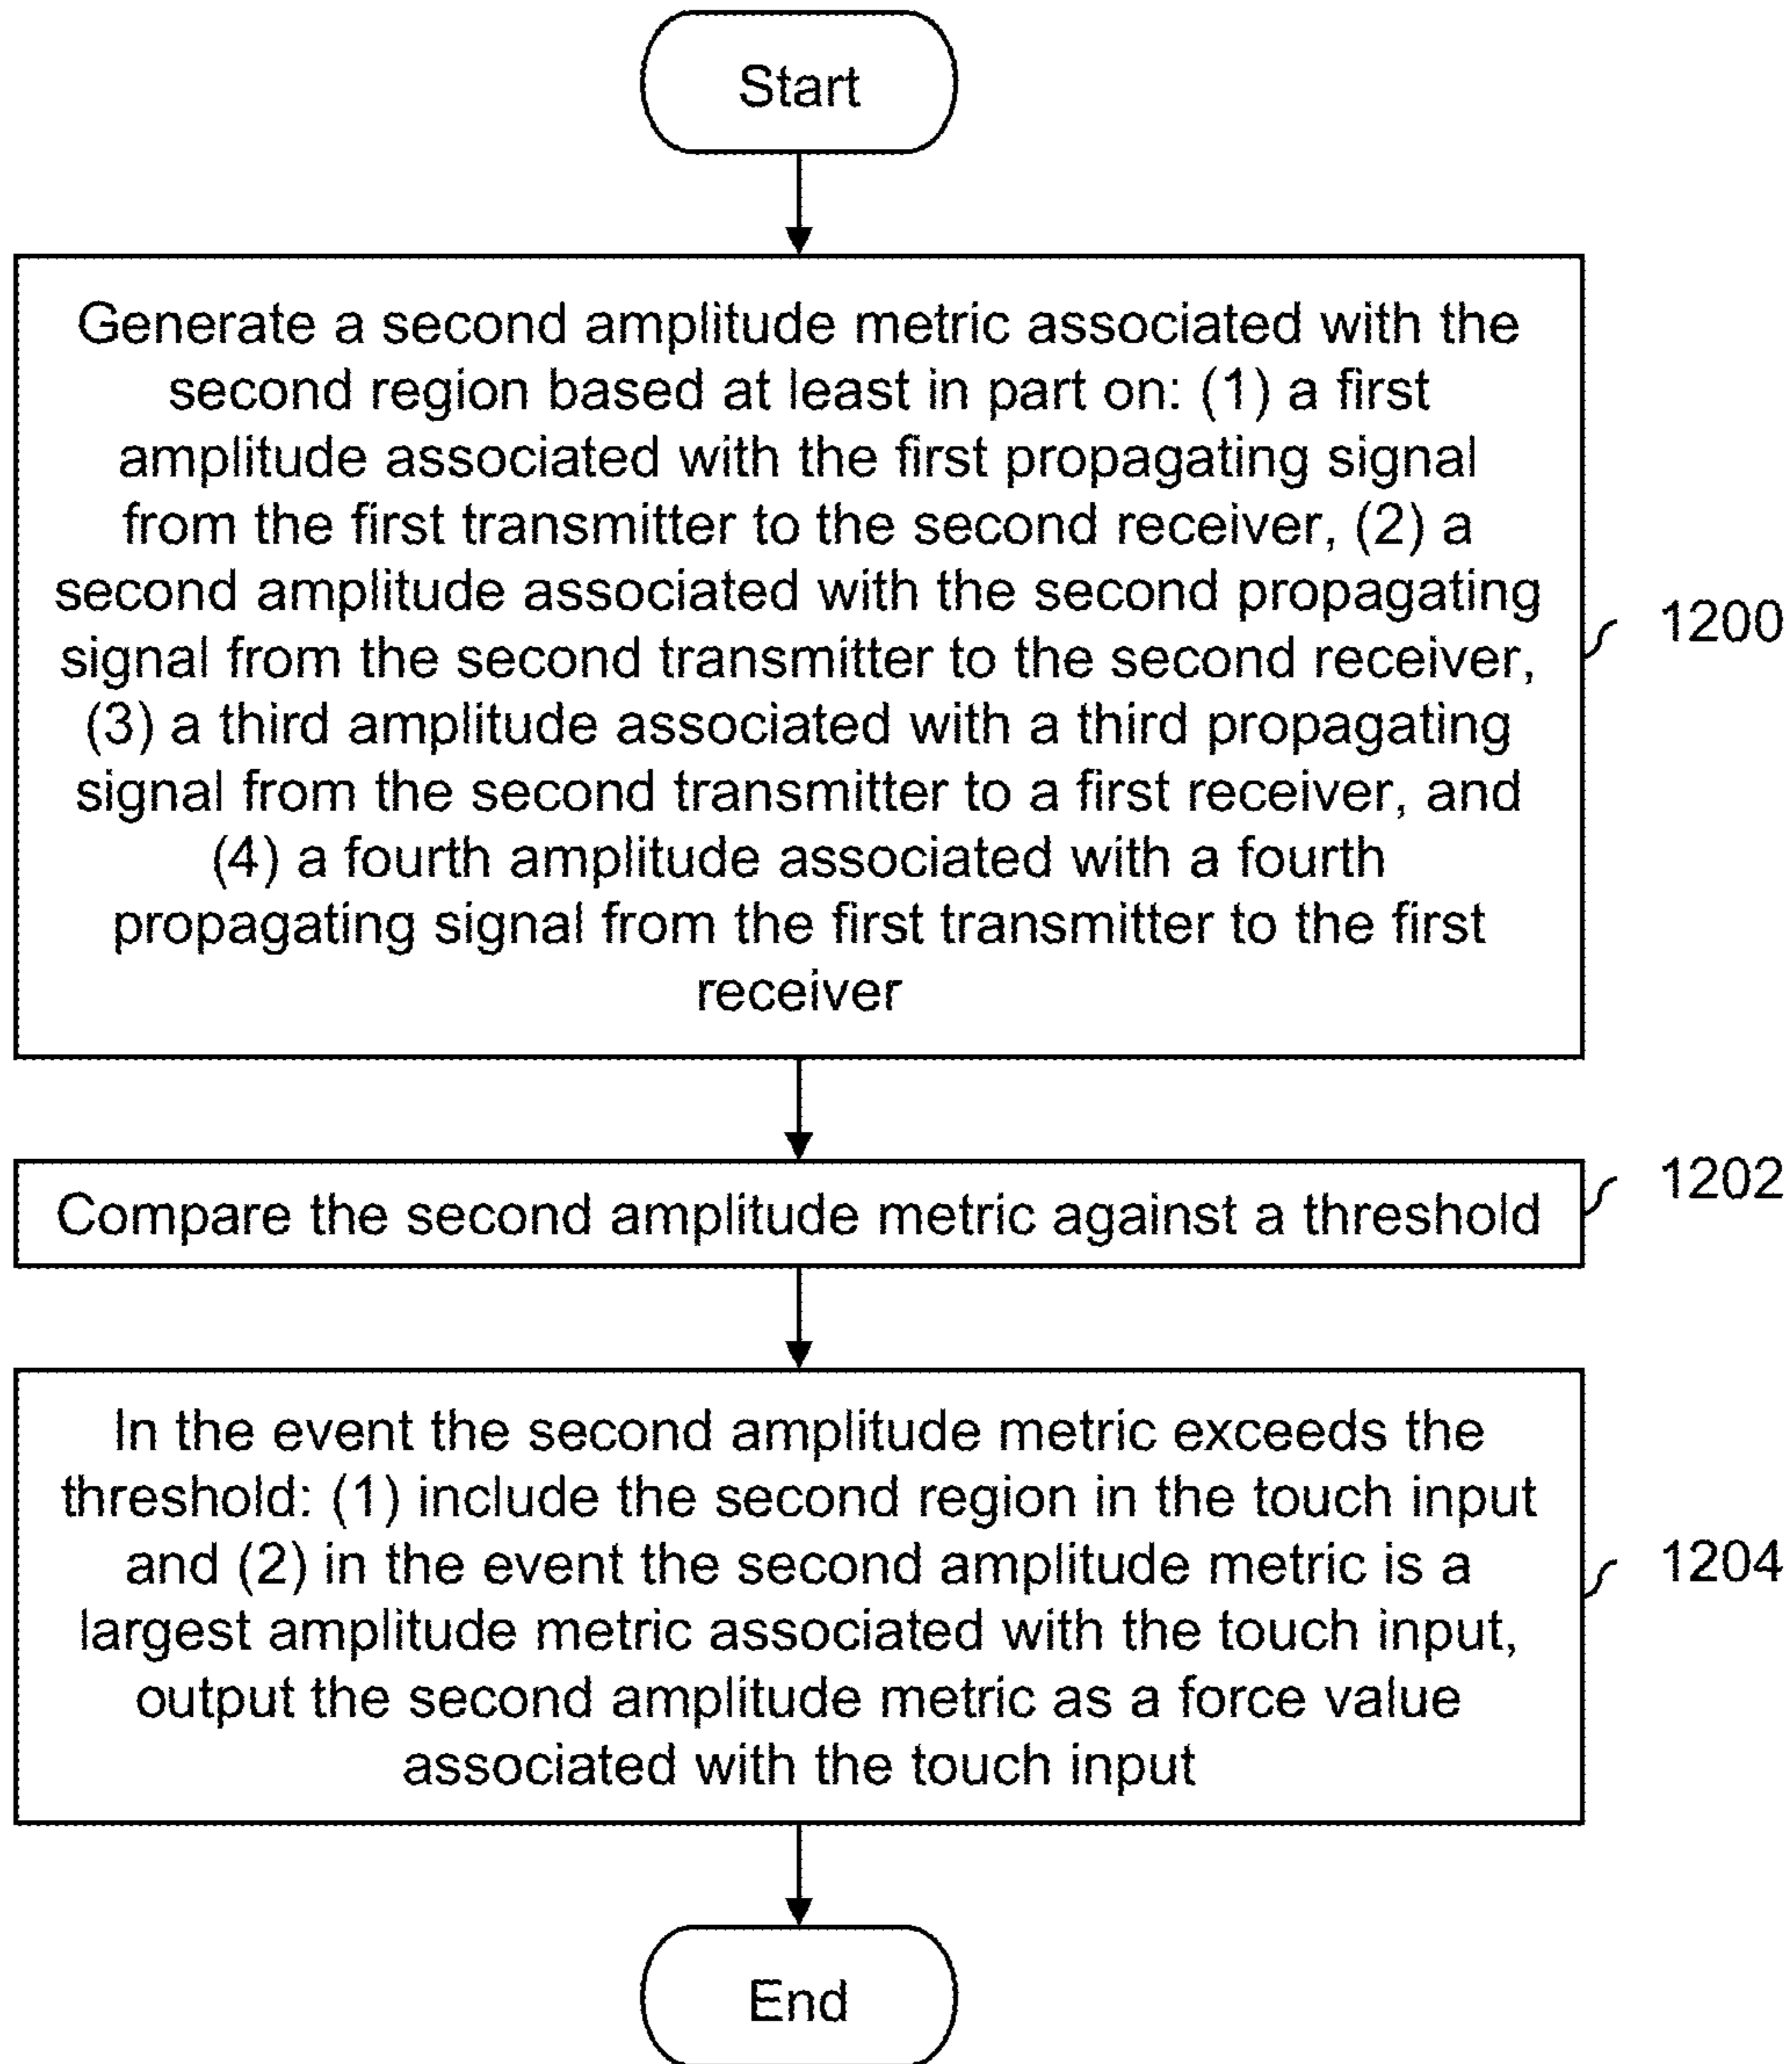 Start
Generate a second amplitude metric associated with the
second region based at least in part on: (1) a first
amplitude associated with the first propagating signal
from the first transmitter to the second receiver, (2) a
second amplitude associated with the second propagating
signal from the second transmitter to the second receiver,
(3) a third amplitude associated with a third propagating
signal from the second transmitter to a first receiver, and
(4) a fourth amplitude associated with a fourth
propagating signal from the first transmitter to the first
receiver
1200
Compare the second amplitude metric against a threshold
1202
In the event the second amplitude metric exceeds the
threshold: (1) include the second region in the touch input
and (2) in the event the second amplitude metric is a
largest amplitude metric associated with the touch input,
output the second amplitude metric as a force value
associated with the touch input
1204
End